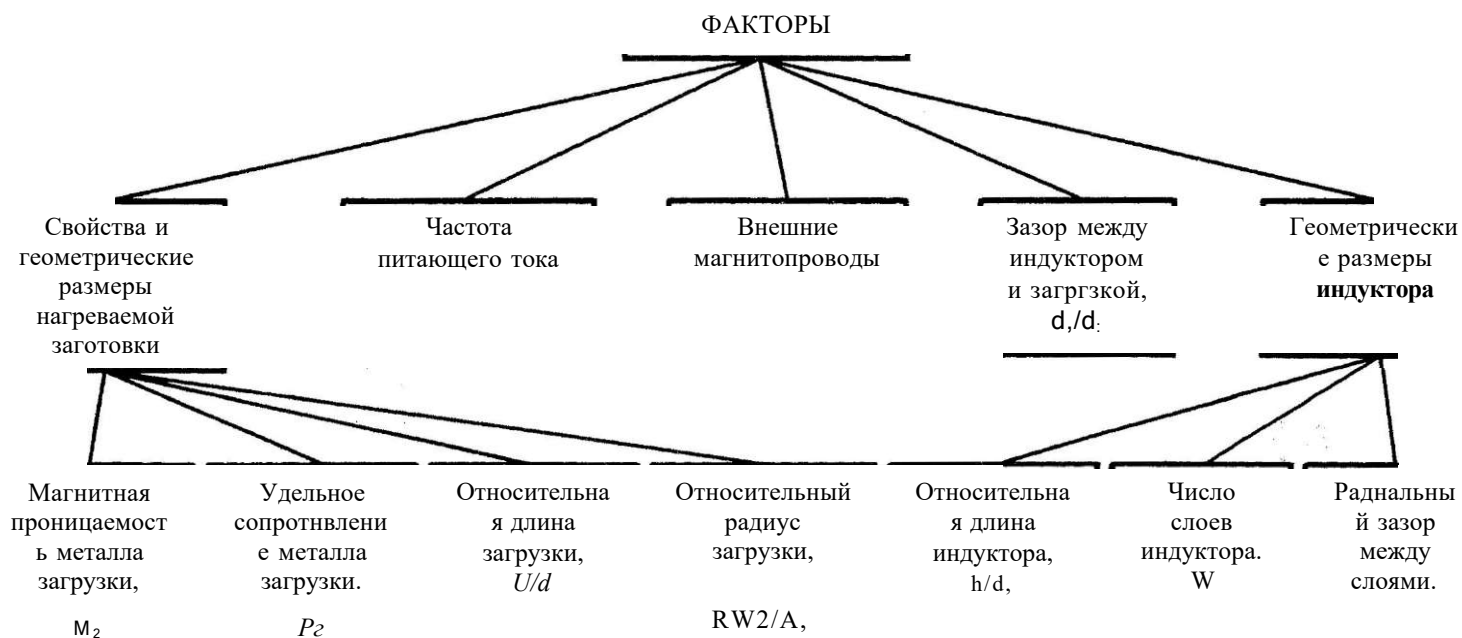 ФАКТОРЫ
Свойства и
геометрические
размеры
нагреваемой
заготовки
Частота
питающего тока
Внешние
магнитопроводы
Зазор между
индуктором
и загргзкой,
d,/d:
Геометрически
е размеры
индуктора
Магнитная
проницаемост
ь металла
загрузки,
М2
Удельное
сопротнвлени
е металла
загрузки.
Рг
Относительна
я длина
загрузки,
U/d
Относительный
радиус
загрузки,
RW2/A,
Относительна
я длина
индуктора,
h/d,
Число
слоев
индуктора.
W
Раднальны
й зазор
между
слоями.